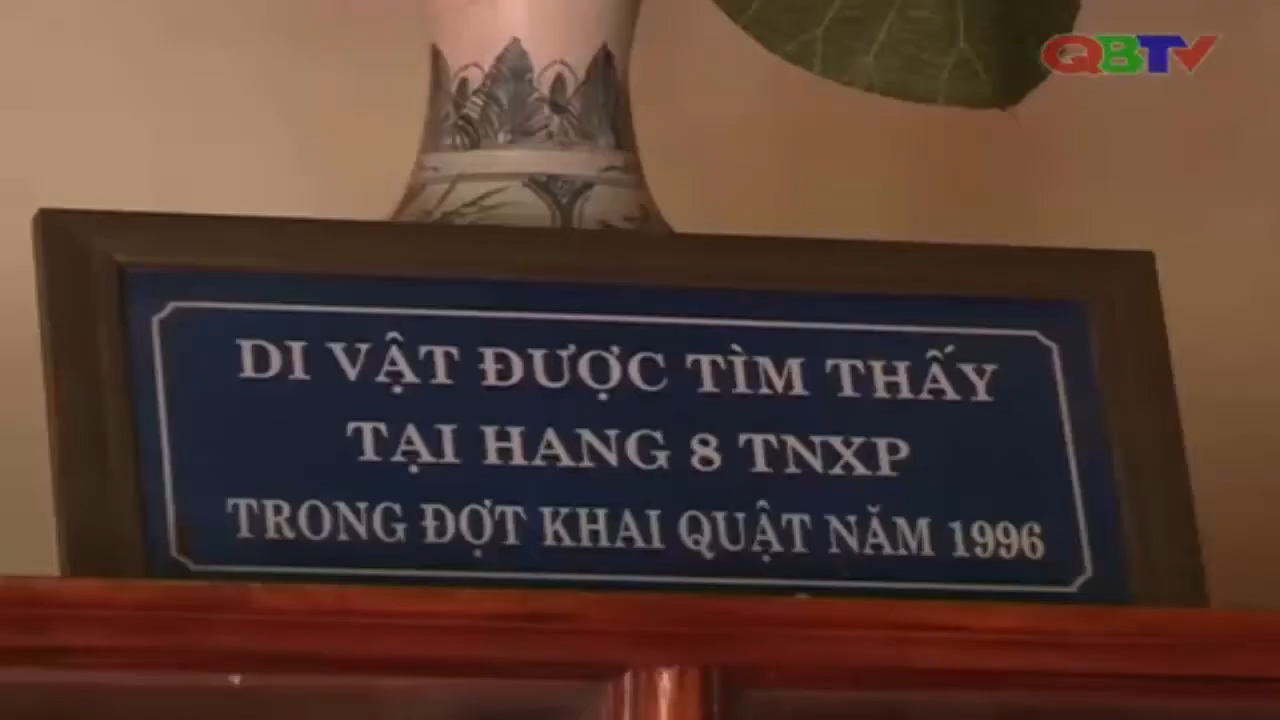 QBTV
DI VẬT ĐƯỢC TÌM THẤY
TẠI HANG 8 TNXP
TRONG ĐỢT KHAI QUẬT NĂM 1996